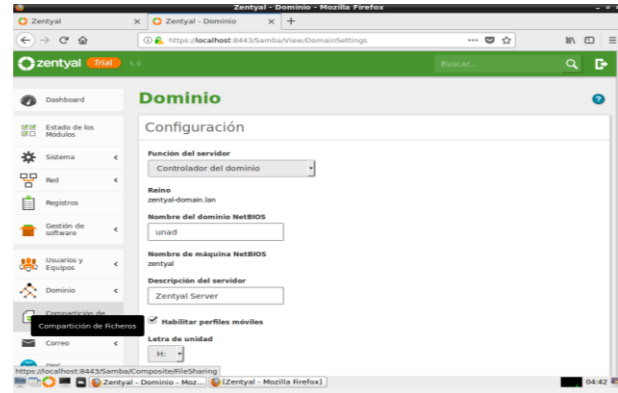 Zentyal - Dominio - Mozilla Firefox
Zentyal
Zentyal - Dominio
https://localhost:8443/Samba/View/DomainSettings
zentyal Trial 5.0
Buscar...
Dashboard
Estado de los
Módulos
Sistema
Red
Registros
Gestión de
software
Usuarios y
Equipos
Dominio
Compartición de
Compartición de Ficheros
Correo
Dominio
Configuración
Función del servidor
Controlador del dominio
Reino
zentyal-domain.lan
Nombre del dominio NetBIOS
unad
Nombre de máquina NetBIOS
zentyal
Descripción del servidor
Zentyal Server
Habilitar perfiles móviles
Letra de unidad
H:
https://localhost:8443/Samba/Composite/FileSharing
Zentyal - Dominio - Moz...
[Zentyal - Mozilla Firefox]
04:42